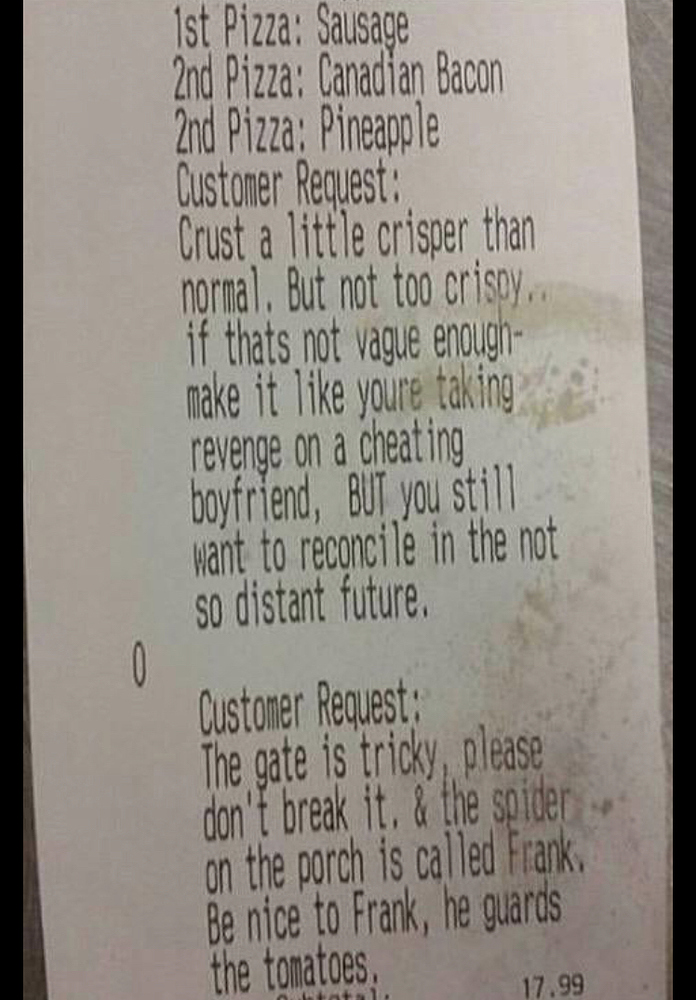 1st Pizza: Sausage
2nd Pizza: Canadian Bacon
2nd Pizza: Pineapple
Customer Request:
Crust a little crisper than
normal. But not too crispy..
if thats not vague enough-
make it like youre taking
revenge on a cheating
boyfriend, BUT you still
want to reconcile in the not
so distant future.
0
Customer Request:
The gate is tricky, please
don't break it. & the spider
on the porch is called Frank.
Be nice to Frank, he guards
the tomatoes.
Subtotal: 17.99